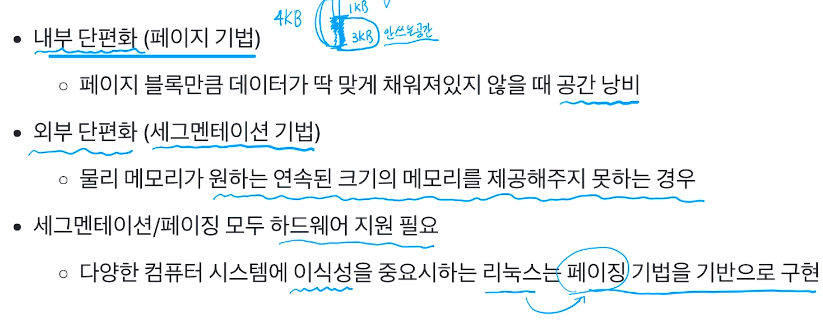 4KB
1KB
3KB 안쓰는공간
내부 단편화 (페이지 기법)
페이지 블록만큼 데이터가 딱 맞게 채워져있지 않을 때 공간 낭비
외부 단편화 (세그멘테이션 기법)
물리 메모리가 원하는 연속된 크기의 메모리를 제공해주지 못하는 경우
세그멘테이션/페이징 모두 하드웨어 지원 필요
다양한 컴퓨터 시스템에 이식성을 중요시하는 리눅스는 페이징 기법을 기반으로 구현